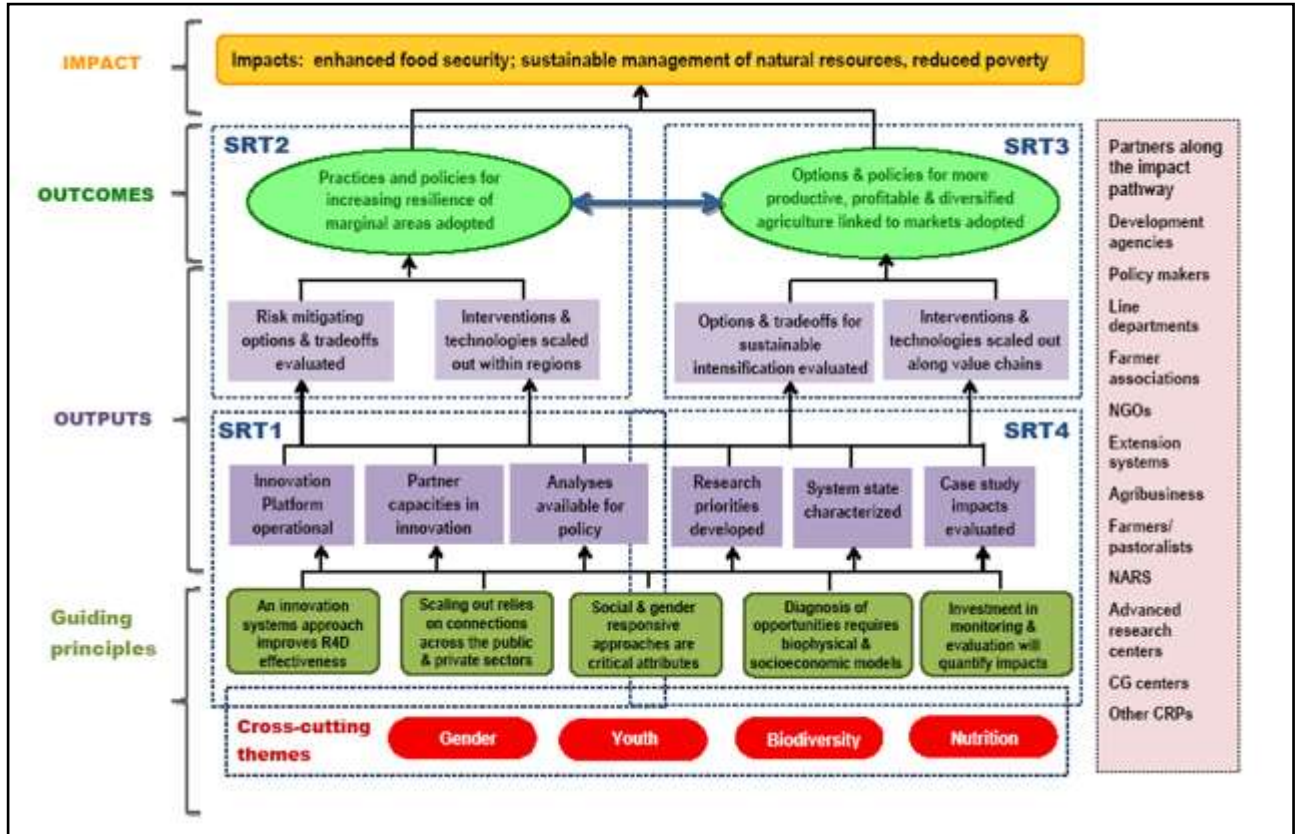 IMPACT
Impacts: enhanced food security; sustainable management of natural resources, reduced poverty
OUTCOMES
SRT2
Practices and policies for
increasing resilience of
marginal areas adopted
SRT3
Options & policies for more
productive, profitable & diversified
agriculture linked to markets adopted
OUTPUTS
Risk mitigating
options & tradeoffs
evaluated
Interventions &
technologies scaled
out within regions
Options & tradeoffs for
sustainable
intensification evaluated
Interventions &
technologies scaled out
along value chains
SRT1
SRT4
Innovation
Platform
operational
Partner
capacities in
innovation
Analyses
available for
policy
Research
priorities
developed
System state
characterized
Case study
impacts
evaluated
Guiding
principles
An innovation
systems approach
improves R4D
effectiveness
Scaling out relies
on connections
across the public
& private sectors
Social & gender
responsive
approaches are
critical attributes
Diagnosis of
opportunities requires
biophysical &
socioeconomic models
Investment in
monitoring &
evaluation will
quantify impacts
Cross-cutting
themes
Gender
Youth
Biodiversity
Nutrition
Partners along
the impact
pathway
Development
agencies
Policy makers
Line
departments
Farmer
associations
NGOs
Extension
systems
Agribusiness
Farmers/
pastoralists
NARS
Advanced
research
centers
CG centers
Other CRPs